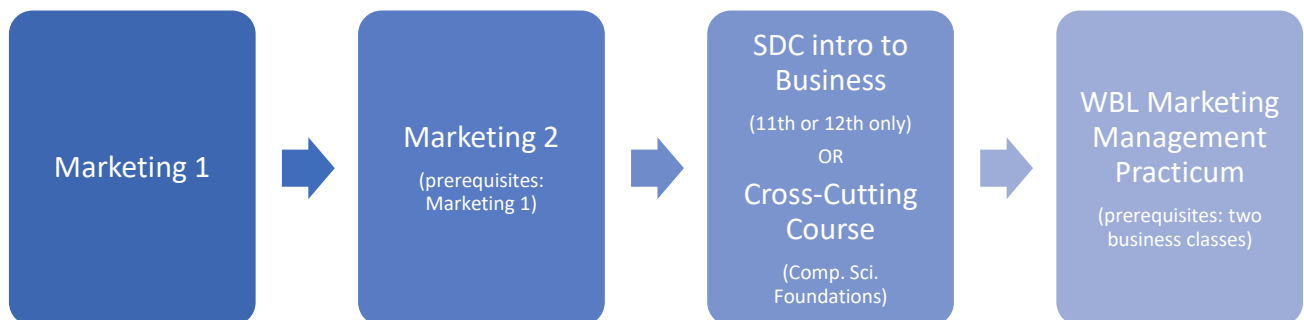 Marketing 1
Marketing 2
(prerequisites:
Marketing 1)
SDC intro to
Business
(11th or 12th only)
OR
Cross-Cutting
Course
(Comp. Sci.
Foundations)
WBL Marketing
Management
Practicum
(prerequisites: two
business classes)